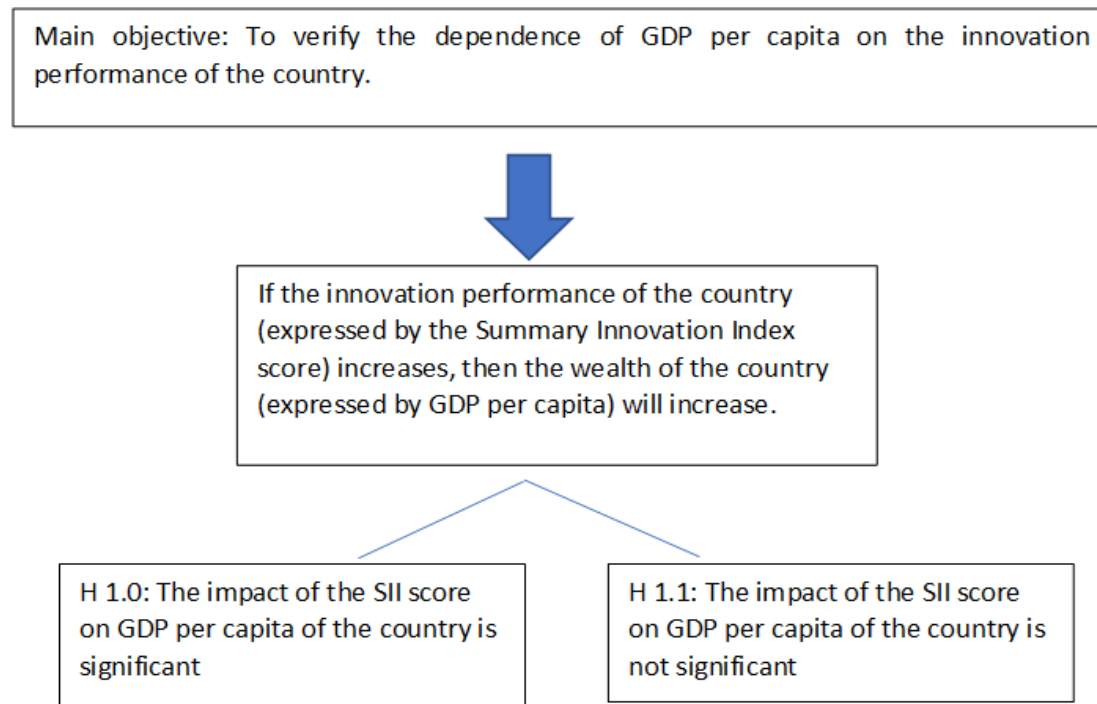 Main objective: To verify the dependence of GDP per capita on the innovation
performance of the country.
If the innovation performance of the country
(expressed by the Summary Innovation Index
score) increases, then the wealth of the country
(expressed by GDP per capita) will increase.
H 1.0: The impact of the SII score
on GDP per capita of the country is
significant
H 1.1: The impact of the SII score
on GDP per capita of the country is
not significant